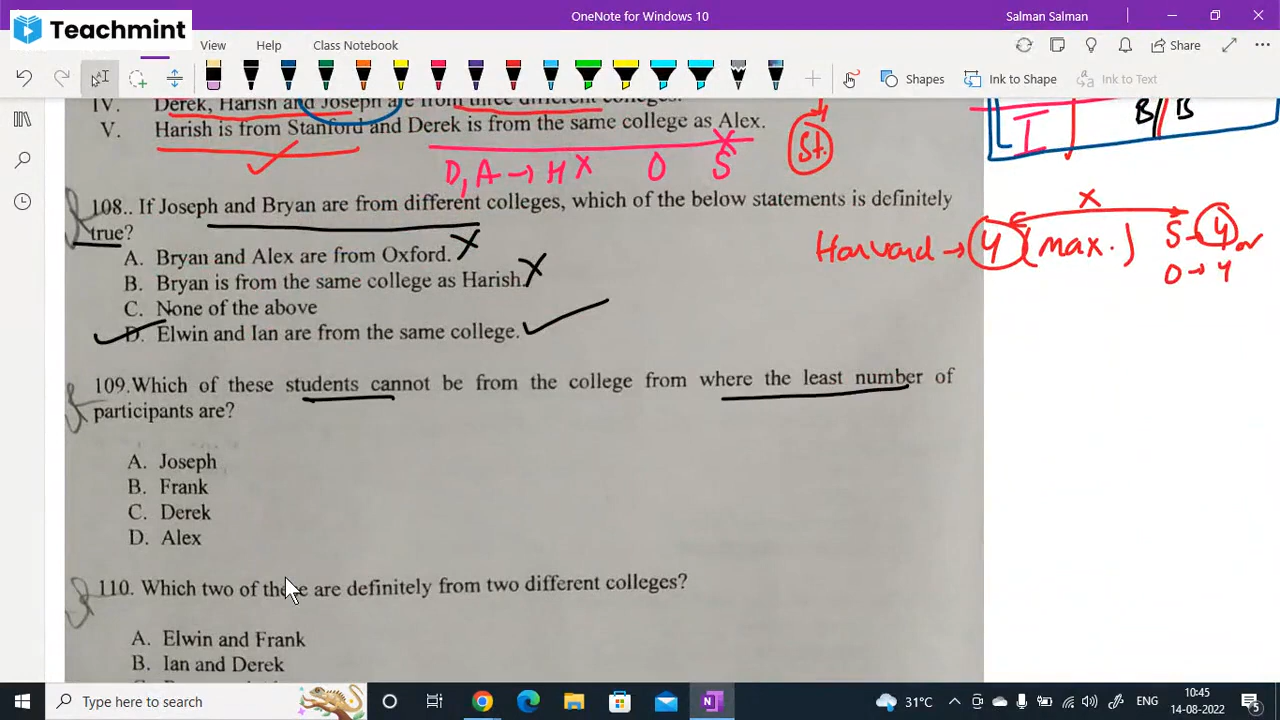 OneNote for Windows 10
Salman Salman
Teachmint
View Help Class Notebook
Share
Shapes Ink to Shape Ink to Text
IV. Derek, Harish and Joseph are from three different colleges.
V. Harish is from Stanford and Derek is from the same college as Alex.
St.
B B
I
D, A → H X O S
108.. If Joseph and Bryan are from different colleges, which of the below statements is definitely
true?
X
Harvard → 4 (max.) S → 4 or
O → 4
A. Bryan and Alex are from Oxford. X
B. Bryan is from the same college as Harish. X
C. None of the above
D. Elwin and Ian are from the same college.
109.Which of these students cannot be from the college from where the least number of
participants are?
A. Joseph
B. Frank
C. Derek
D. Alex
110. Which two of these are definitely from two different colleges?
A. Elwin and Frank
B. Ian and Derek
Type here to search
31°C
ENG
10:45
14-08-2022